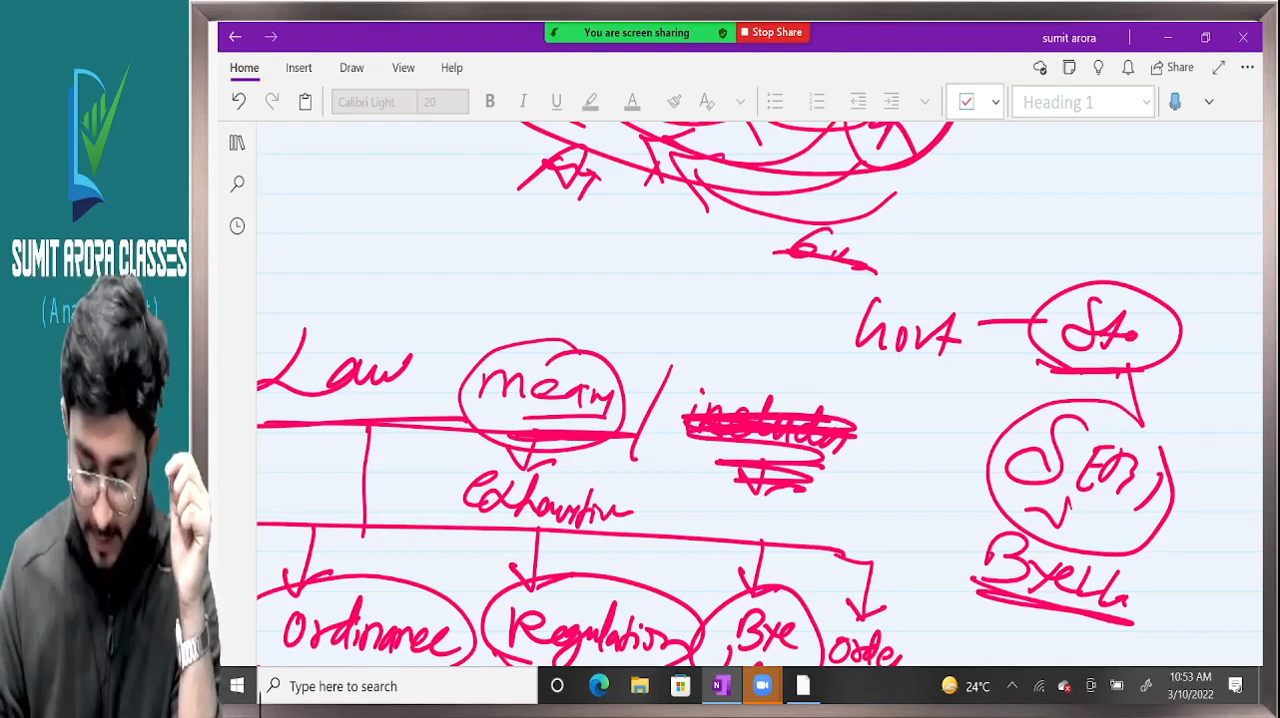 You are screen sharing
Stop Share
sumit arora
Home
Insert
Draw
View
Help
Share
Calibri Light
20
B
I
U
A
Heading 1
SUMIT ARORA CLASSES
Govt
Law
mean
/
Exhaustive
Ordinance
Regulation
Bye
order
Type here to search
24°C
10:53 AM
3/10/2022